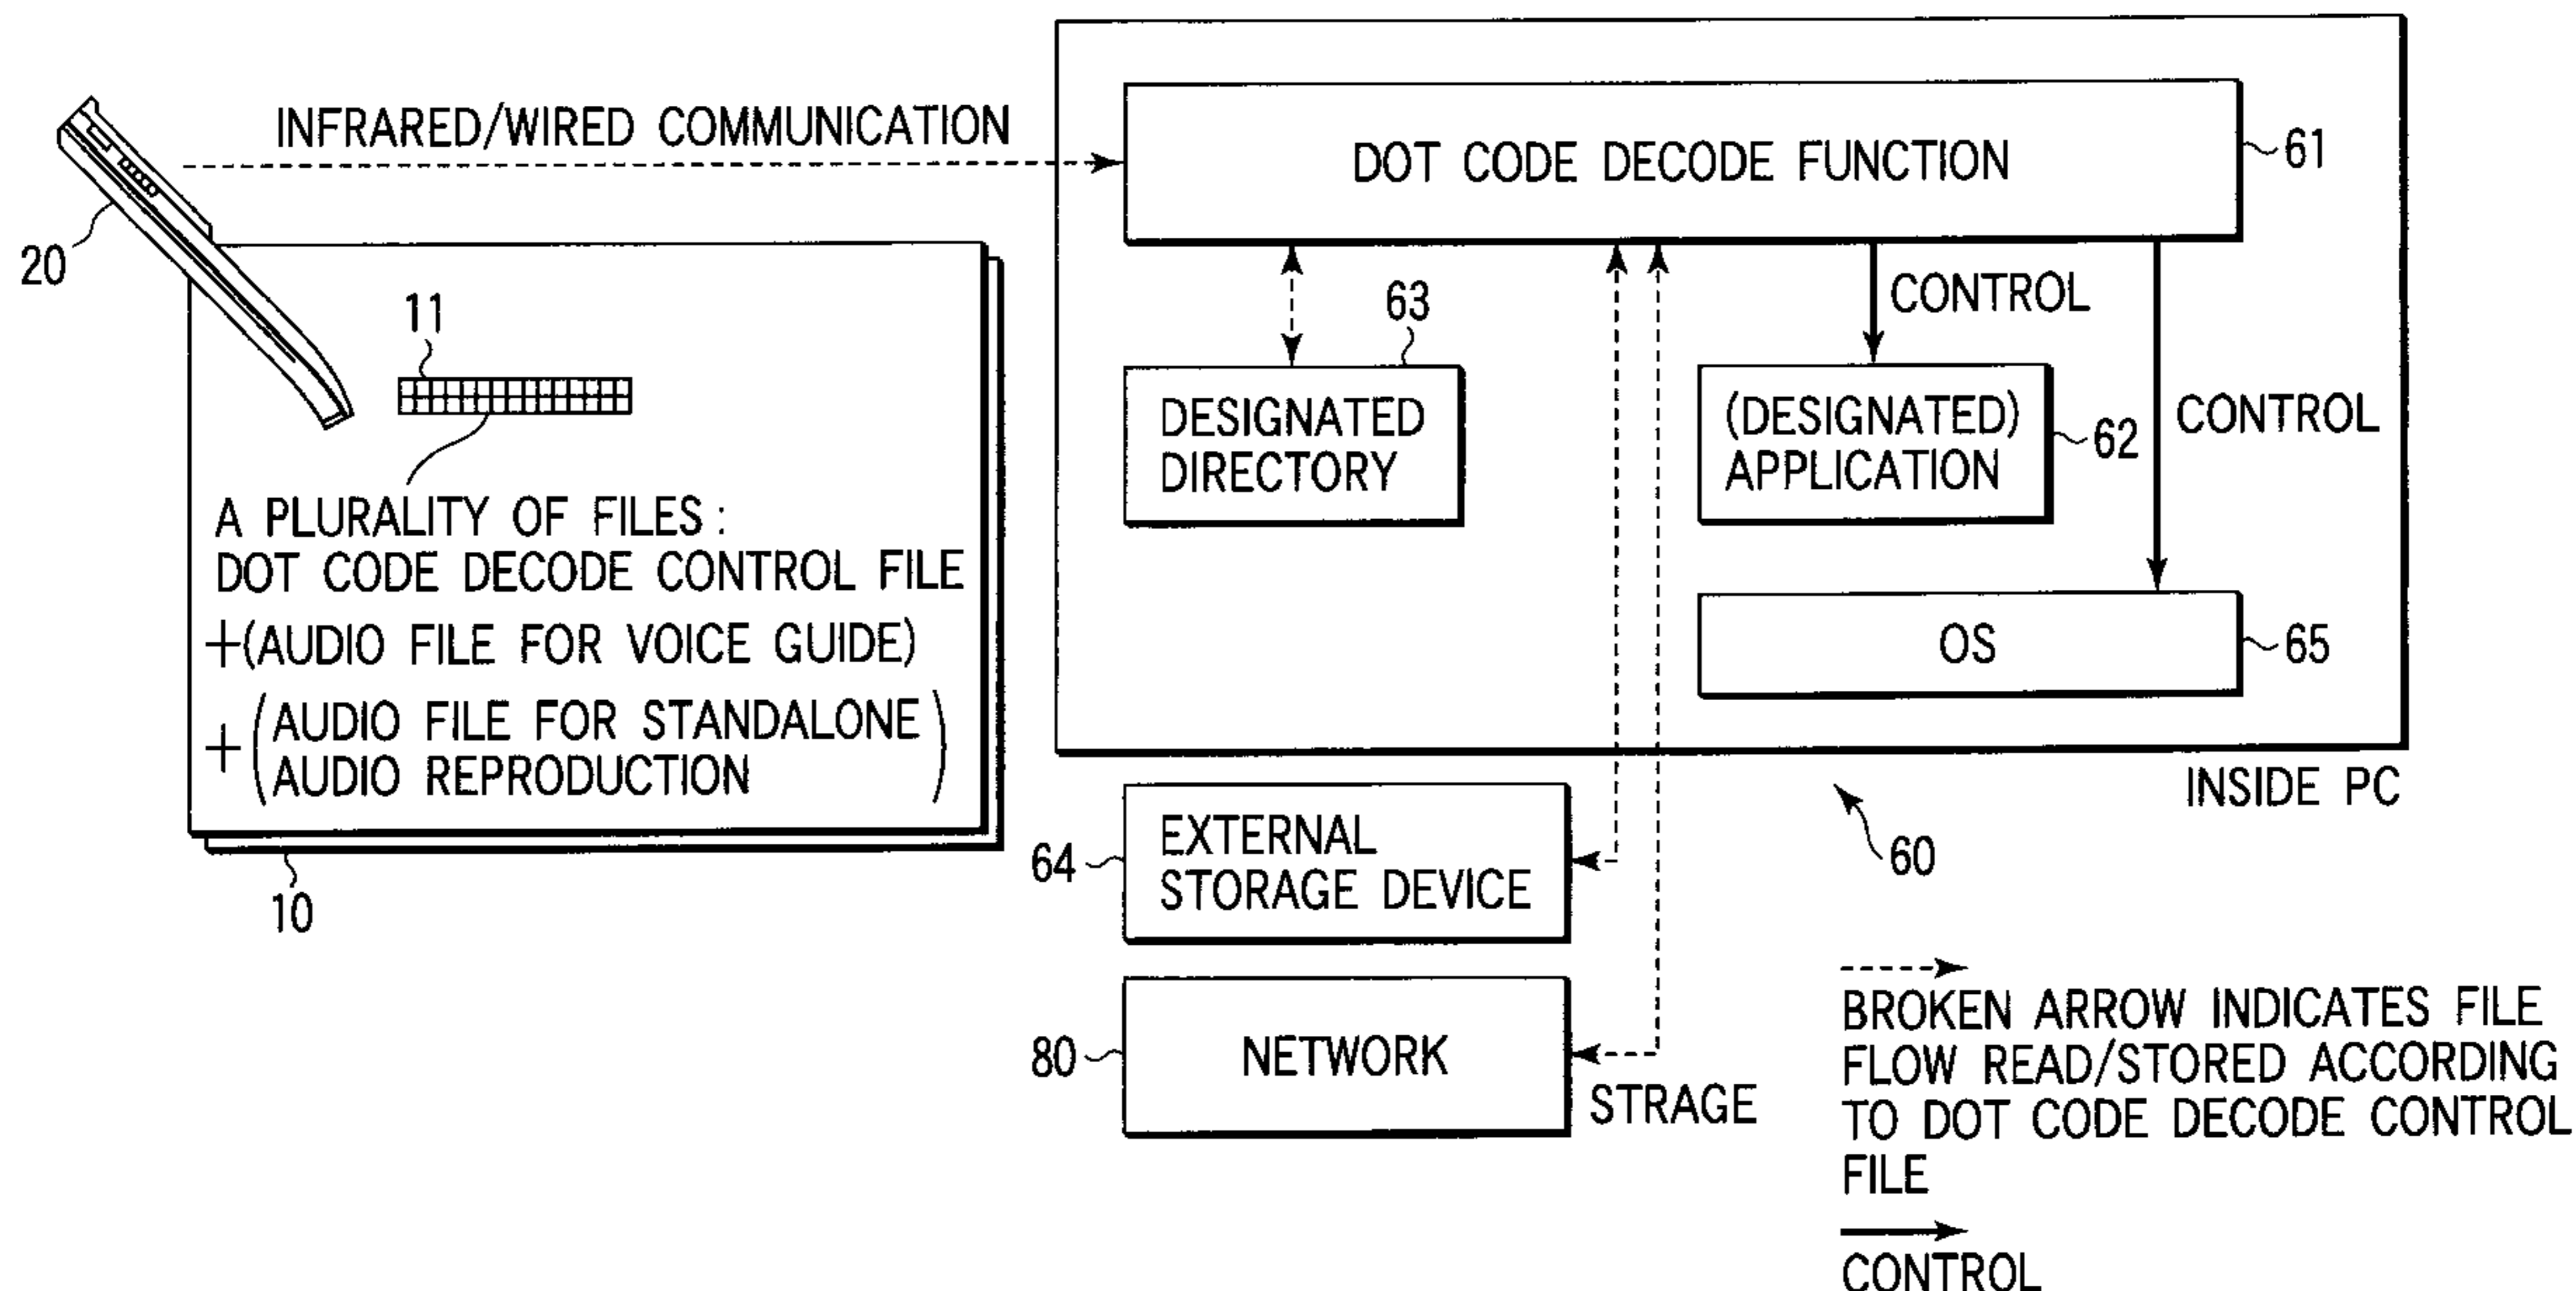 INFRARED/WIRED COMMUNICATION
20
11
A PLURALITY OF FILES :
DOT CODE DECODE CONTROL FILE
+(AUDIO FILE FOR VOICE GUIDE)
+(AUDIO FILE FOR STANDALONE
AUDIO REPRODUCTION)
10
DOT CODE DECODE FUNCTION
61
CONTROL
63
DESIGNATED
DIRECTORY
(DESIGNATED)
APPLICATION
62
CONTROL
OS
65
INSIDE PC
60
64
EXTERNAL
STORAGE DEVICE
80
NETWORK
STRAGE
BROKEN ARROW INDICATES FILE
FLOW READ/STORED ACCORDING
TO DOT CODE DECODE CONTROL
FILE
CONTROL